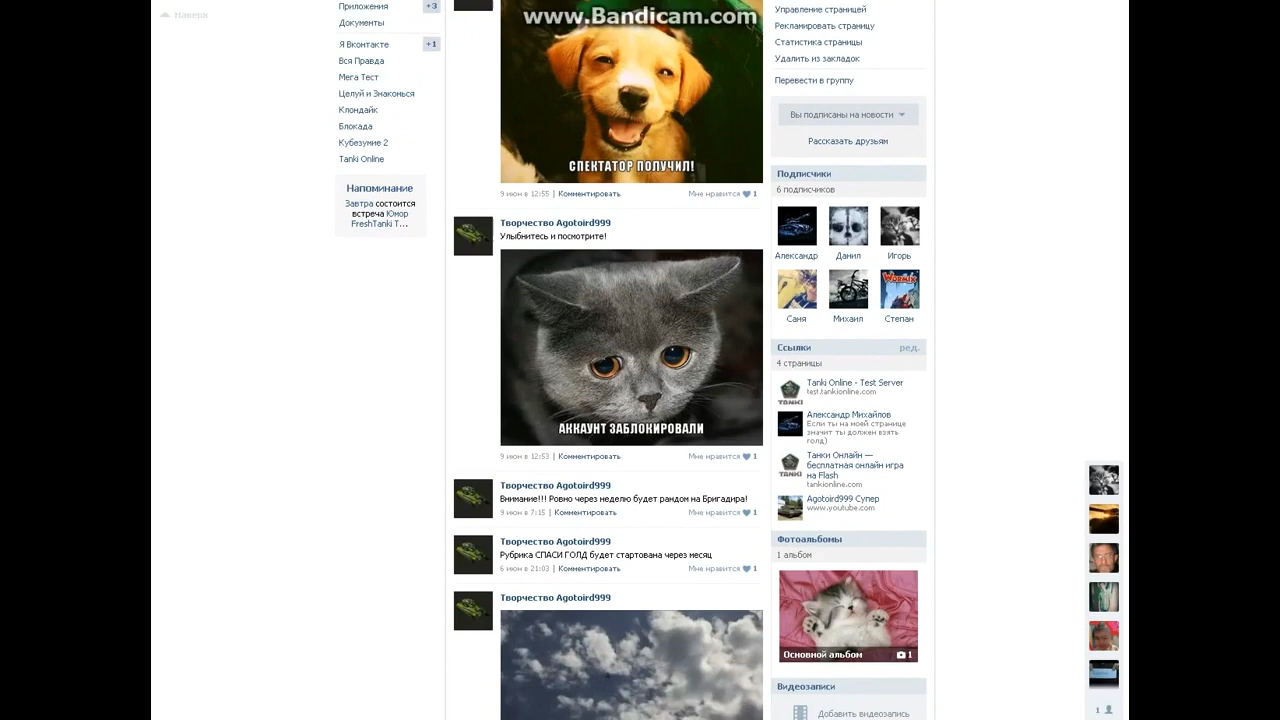 Наверх
Приложения +3
Документы
Я Вконтакте +1
Вся Правда
Мега Тест
Целуй и Знакомься
Клондайк
Блокада
Кубезумие 2
Tanki Online
Напоминание
Завтра состоится
встреча Юмор
FreshTanki Т...
www.Bandicam.com
СПЕКТАТОР ПОЛУЧИЛ!
9 июн в 12:55 | Комментировать Мне нравится 1
Творчество Agotoird999
Улыбнитесь и посмотрите!
АККАУНТ ЗАБЛОКИРОВАЛИ
9 июн в 12:53 | Комментировать Мне нравится 1
Творчество Agotoird999
Внимание!!! Ровно через неделю будет рандом на Бригадира!
9 июн в 7:15 | Комментировать Мне нравится 1
Творчество Agotoird999
Рубрика СПАСИ ГОЛД будет стартована через месяц
6 июн в 21:03 | Комментировать Мне нравится 1
Творчество Agotoird999
Управление страницей
Рекламировать страницу
Статистика страницы
Удалить из закладок
Перевести в группу
Вы подписаны на новости
Рассказать друзьям
Подписчики
6 подписчиков
Александр Данил Игорь
WORMIX
Саня Михаил Степан
Ссылки ред.
4 страницы
Tanki Online - Test Server
test.tankionline.com
TANKI
Александр Михайлов
Если ты на моей странице
значит ты должен взять
голд)
Танки Онлайн —
бесплатная онлайн игра
на Flash
tankionline.com
TANKI
Agotoird999 Супер
www.youtube.com
Фотоальбомы
1 альбом
Основной альбом 1
Видеозаписи
Добавить видеозапись
1